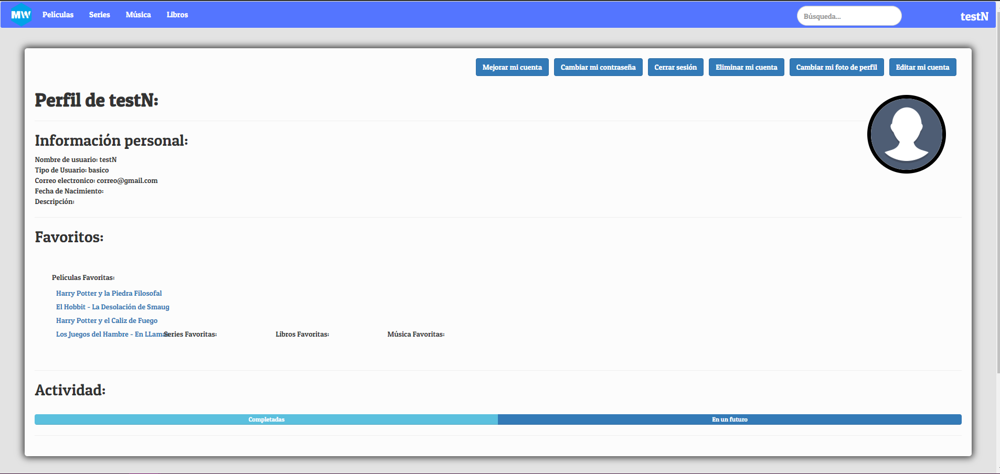 MW Películas Series Música Libros Búsqueda... testN
Mejorar mi cuenta Cambiar mi contraseña Cerrar sesión Eliminar mi cuenta Cambiar mi foto de perfil Editar mi cuenta
Perfil de testN:
Información personal:
Nombre de usuario: testN
Tipo de Usuario: basico
Correo electronico: correo@gmail.com
Fecha de Nacimiento:
Descripción:
Favoritos:
Películas Favoritas:
Harry Potter y la Piedra Filosofal
El Hobbit - La Desolación de Smaug
Harry Potter y el Caliz de Fuego
Los Juegos del Hambre - En LLamas Series Favoritas: Libros Favoritas: Música Favoritas:
Actividad:
Completadas En un futuro